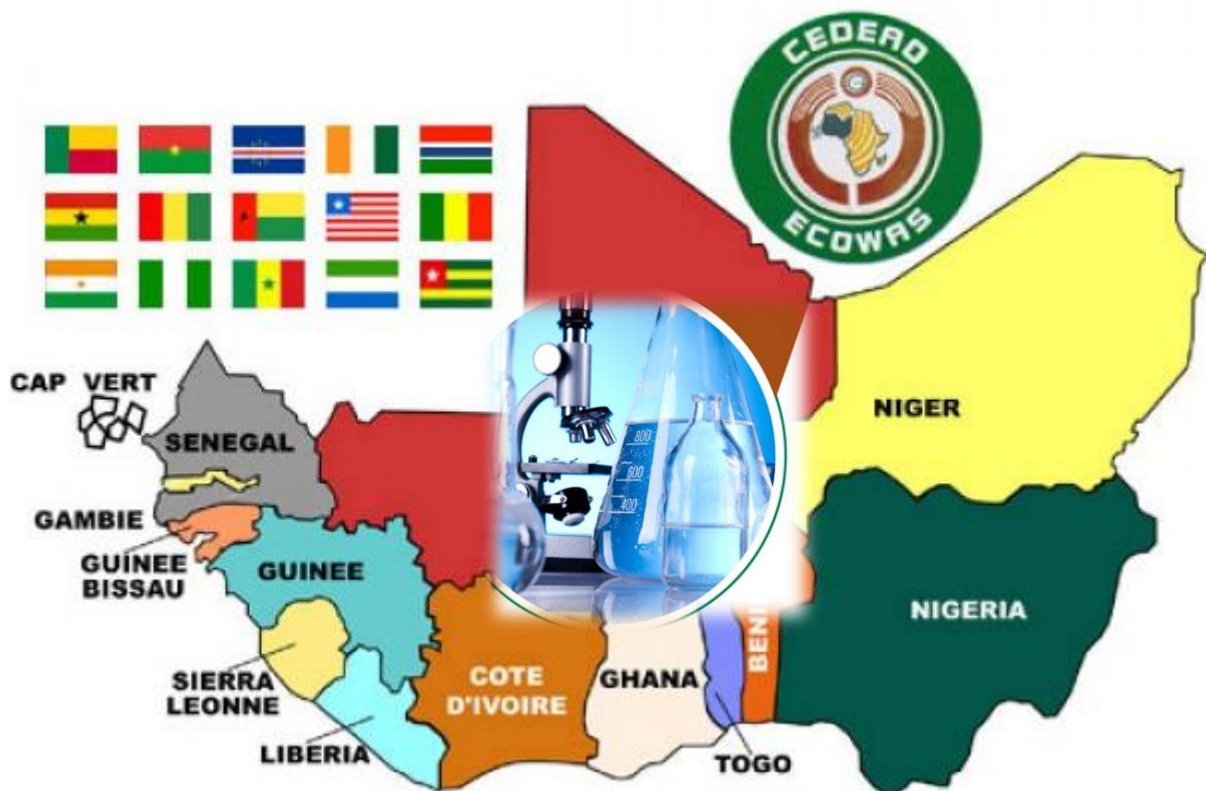 CEDEAO
ECOWAS
CAP VERT
SENEGAL
NIGER
GAMBIE
GUINEE
BISSAU
GUINEE
800
600
400
NIGERIA
BENI
SIERRA
LEONNE
COTE
D'IVOIRE
GHANA
LIBERIA
TOGO